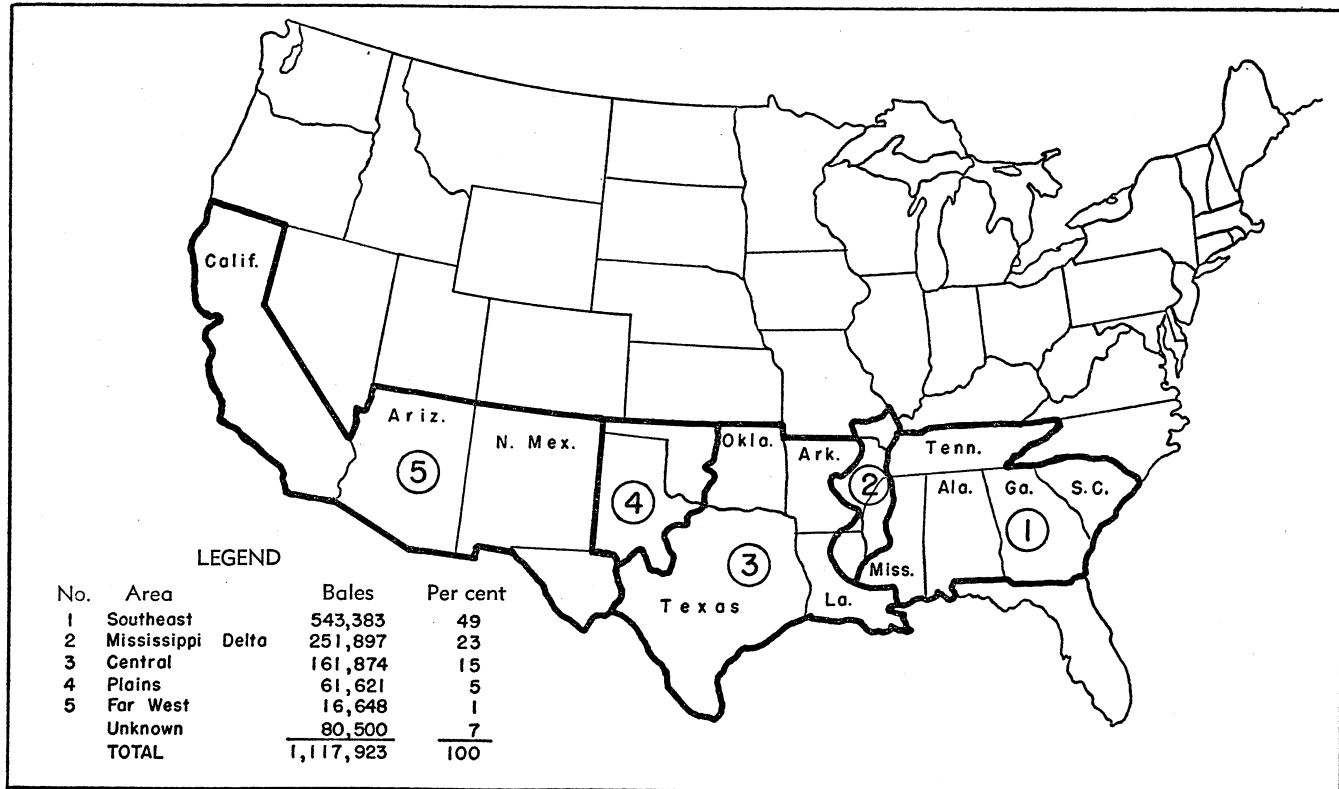 Calif.
Ariz.
N. Mex.
Okla.
Ark.
Tenn.
Ala.
Ga.
S.C.
5
4
2
1
3
Miss.
La.
Texas
LEGEND
No. Area Bales Per cent
1 Southeast 543,383 49
2 Mississippi Delta 251,897 23
3 Central 161,874 15
4 Plains 61,621 5
5 Far West 16,648 1
Unknown 80,500 7
TOTAL 1,117,923 100